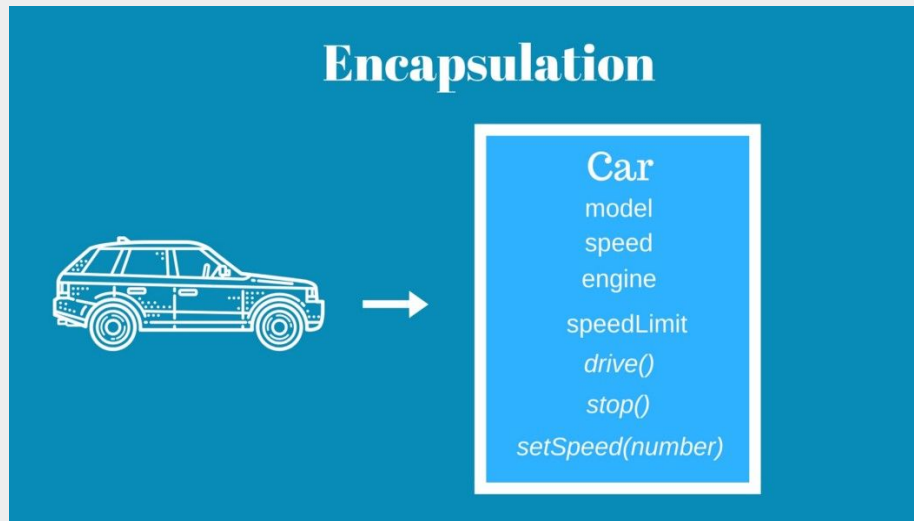 Encapsulation
Car
model
speed
engine
speedLimit
drive()
stop()
setSpeed(number)